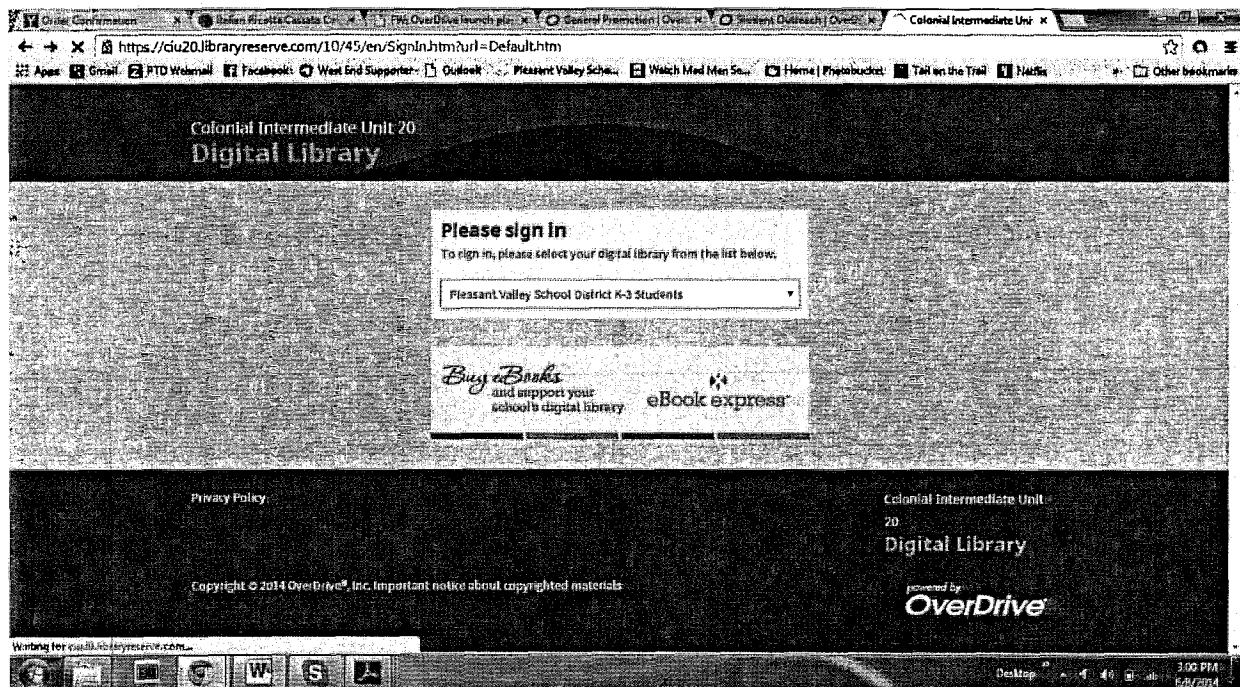 Order Confirmation
Italian Ricotta Cassata Cr
FW: OverDrive launch plan
General Promotion | Over
Student Outreach | OverD
Colonial Intermediate Uni
https://ciu20.libraryreserve.com/10/45/en/SignIn.htm?url=Default.htm
Apps Gmail PTD Webmail Facebook West End Supporter Outlook Pleasant Valley Scho... Watch Mad Men Se... Home | Photobucket Tail on the Trail Netflix Other bookmarks
Colonial Intermediate Unit 20
Digital Library
Please sign in
To sign in, please select your digital library from the list below.
Pleasant Valley School District K-3 Students
Buy eBooks
and support your
school's digital library
eBook express
Privacy Policy
Colonial Intermediate Unit
20
Digital Library
Copyright © 2014 OverDrive®, Inc. Important notice about copyrighted materials
powered by
OverDrive
Waiting for
Desktop
3:00 PM